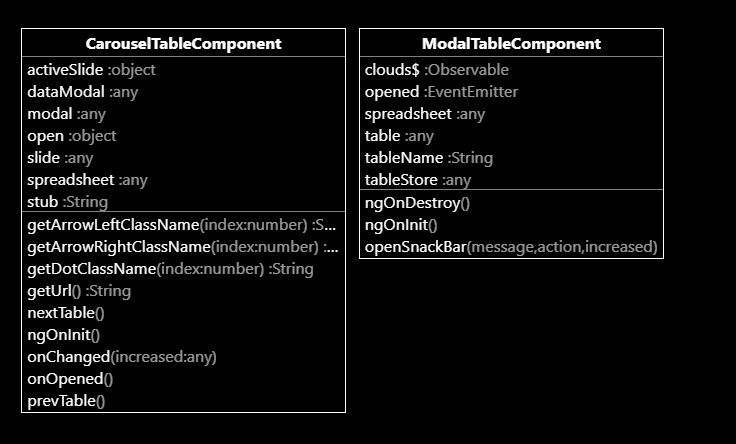 CarouselTableComponent
activeSlide :object
dataModal :any
modal :any
open :object
slide :any
spreadsheet :any
stub :String
getArrowLeftClassName(index:number) :S...
getArrowRightClassName(index:number) :...
getDotClassName(index:number) :String
getUrl() :String
nextTable()
ngOnInit()
onChanged(increased:any)
onOpened()
prevTable()
ModalTableComponent
clouds$ :Observable
opened :EventEmitter
spreadsheet :any
table :any
tableName :String
tableStore :any
ngOnDestroy()
ngOnInit()
openSnackBar(message,action,increased)